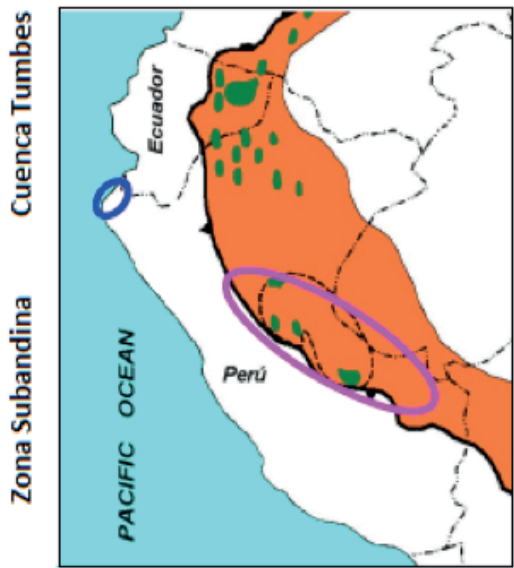 Cuenca Tumbes
Zona Subandina
Ecuador
Perú
PACIFIC OCEAN